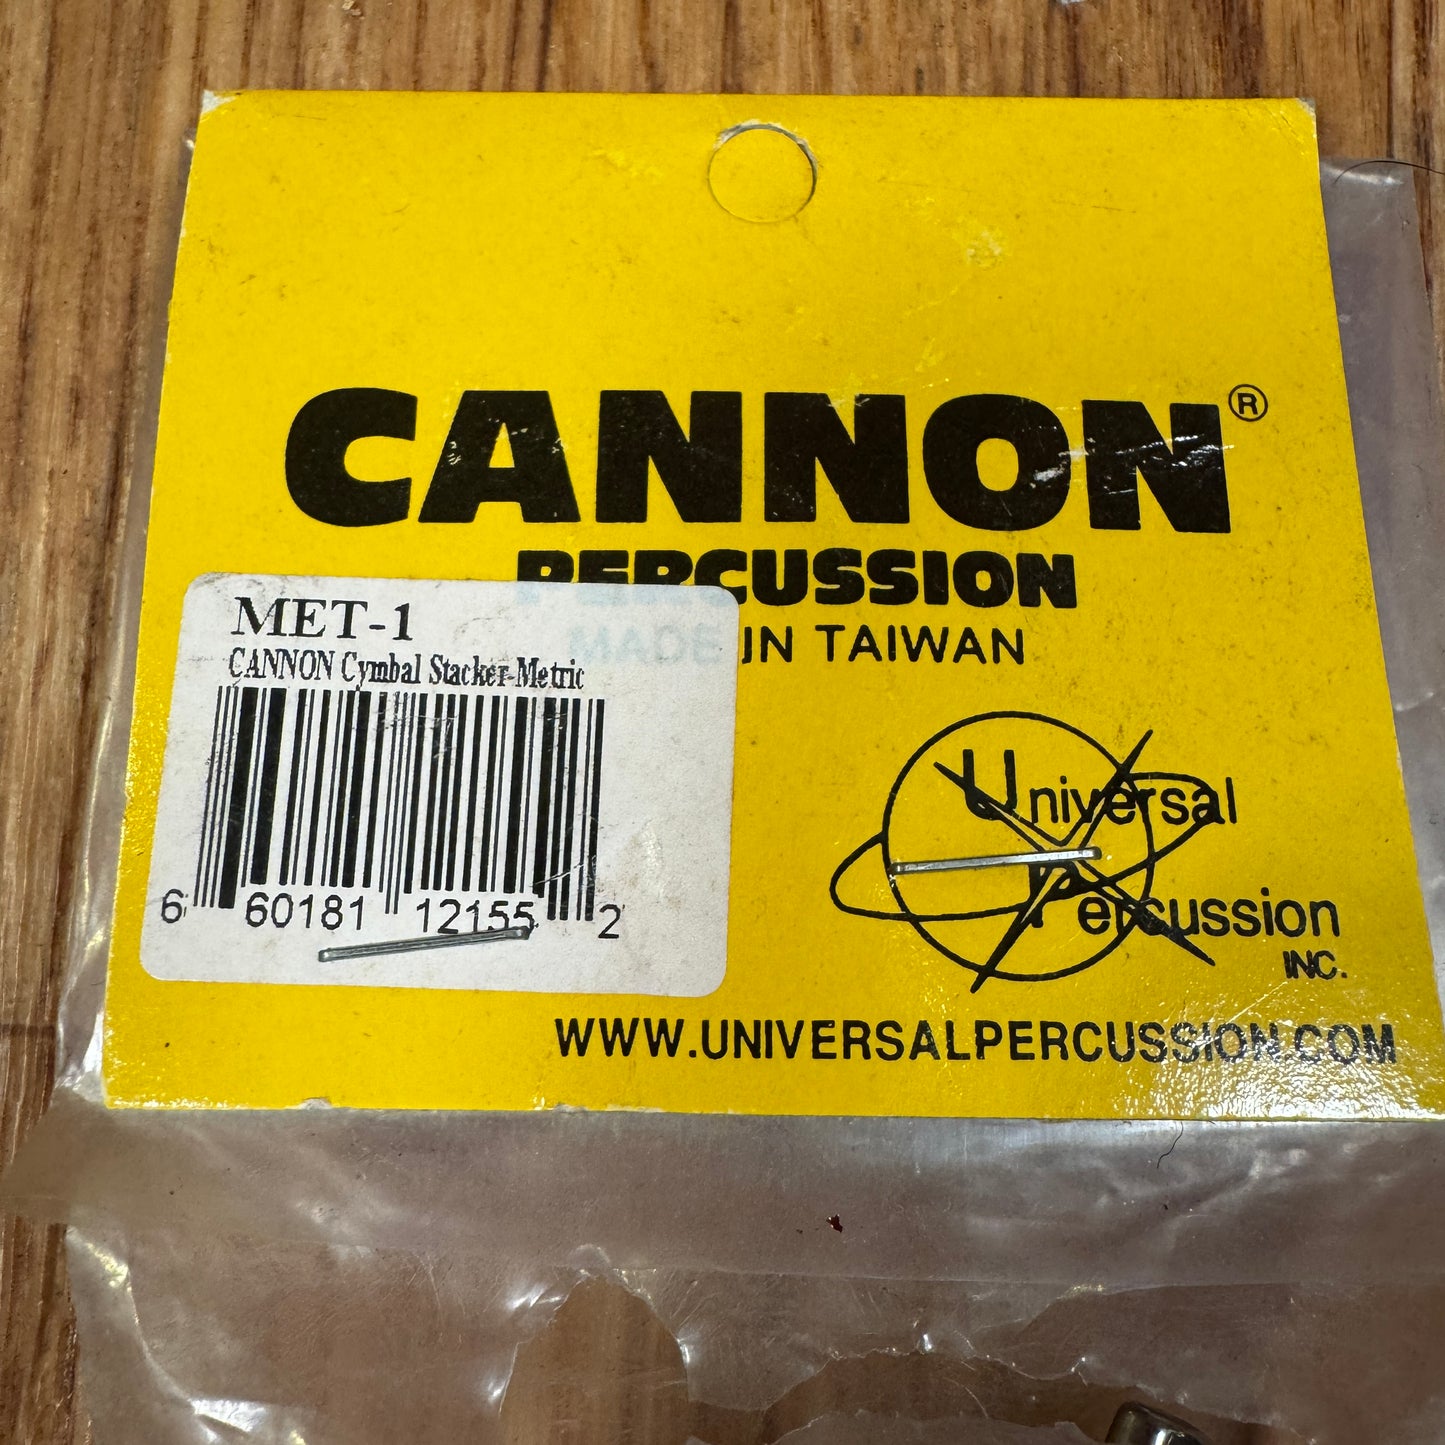 CANNON®
PERCUSSION
MADE IN TAIWAN
MET-1
CANNON Cymbal Stacker-Metric
6 60181 12155 2
Universal
Percussion
INC.
WWW.UNIVERSALPERCUSSION.COM